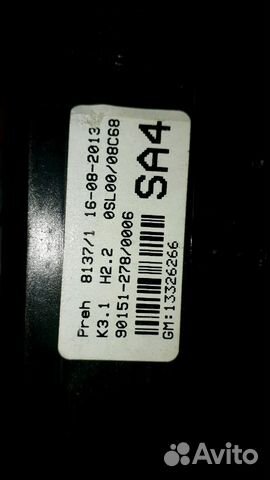 Preh 8137/1 16-08-2013
K3.1 H2.2 0SL00/08C68
90151-278/0006
SA4
GM:13326266
Avito